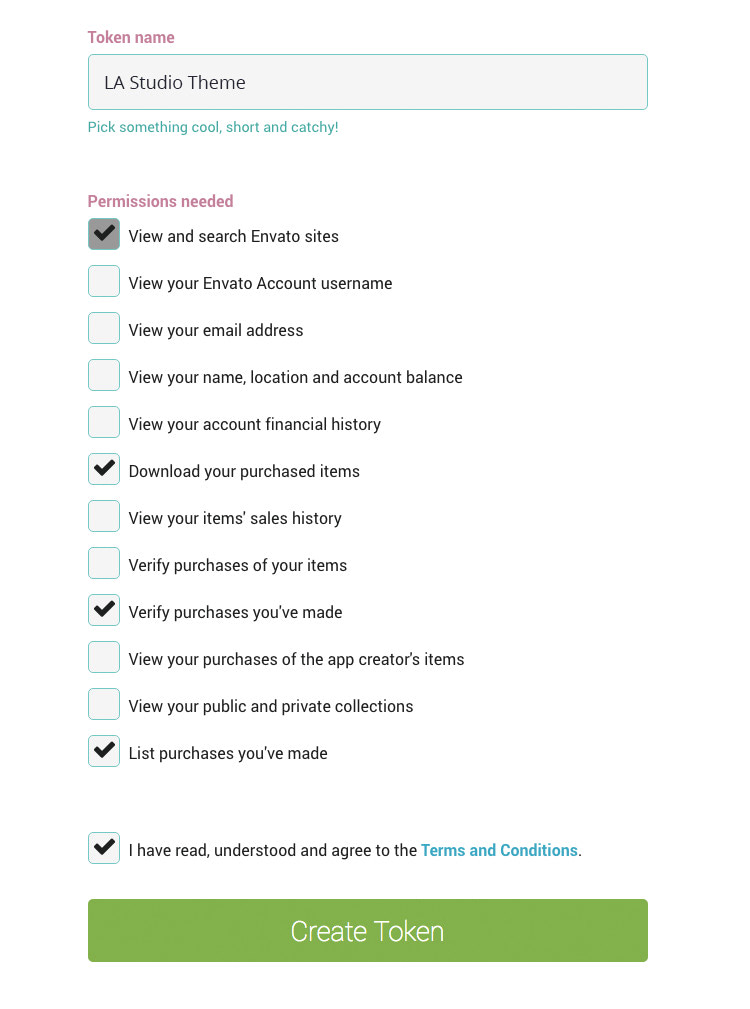 Token name
LA Studio Theme
Pick something cool, short and catchy!
Permissions needed
View and search Envato sites
View your Envato Account username
View your email address
View your name, location and account balance
View your account financial history
Download your purchased items
View your items' sales history
Verify purchases of your items
Verify purchases you've made
View your purchases of the app creator's items
View your public and private collections
List purchases you've made
I have read, understood and agree to the Terms and Conditions.
Create Token